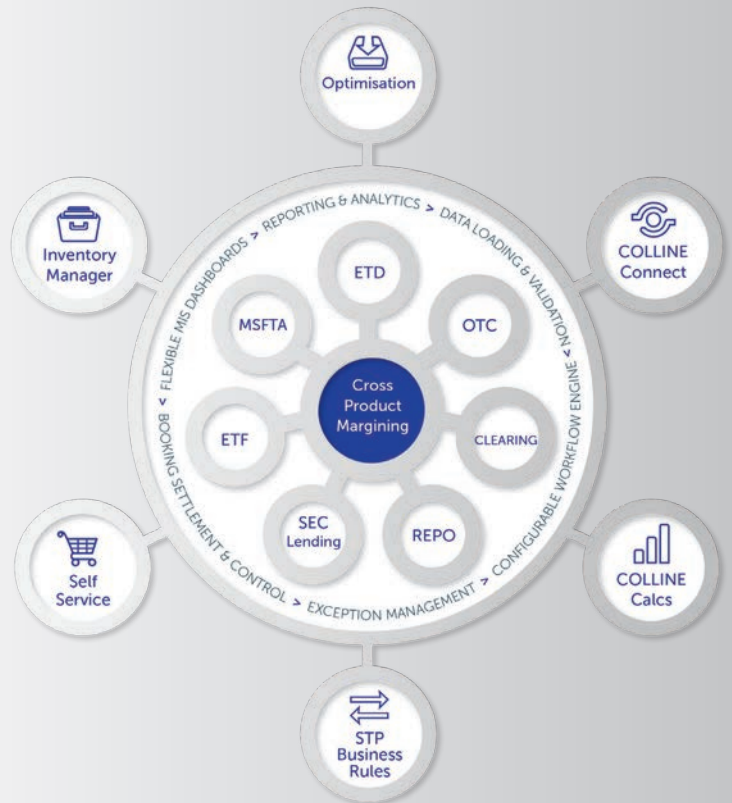 Optimisation
Inventory
Manager
COLLINE
Connect
FLEXIBLE MIS DASHBOARDS > REPORTING & ANALYTICS > DATA LOADING & VALIDATION > CONFIGURABLE WORKFLOW ENGINE > EXCEPTION MANAGEMENT > BOOKING SETTLEMENT & CONTROL >
ETD
MSFTA
OTC
Cross
Product
Margining
ETF
CLEARING
SEC
Lending
REPO
Self
Service
COLLINE
Calcs
STP
Business
Rules